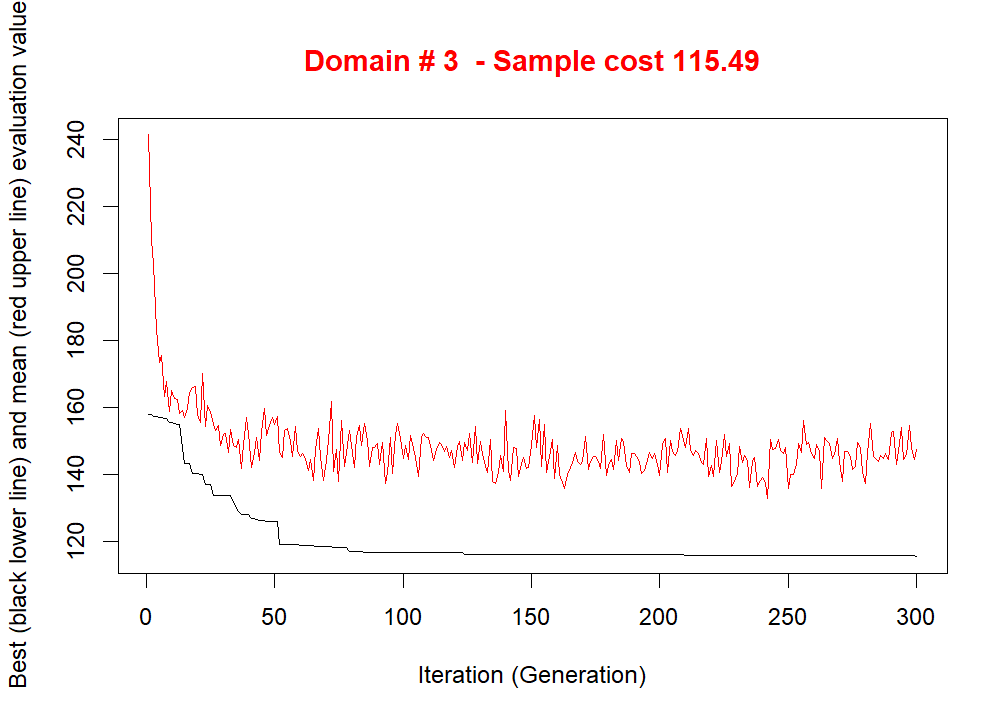 Domain # 3  - Sample cost 115.49
Best (black lower line) and mean (red upper line) evaluation value
240
220
200
180
160
140
120
0 50 100 150 200 250 300
Iteration (Generation)